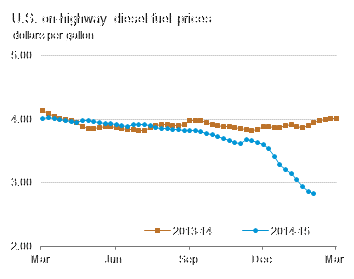 U.S. on-highway diesel fuel prices
dollars per gallon
5.00
4.00
3.00
2.00
Mar Jun Sep Dec Mar
2013-14 2014-15